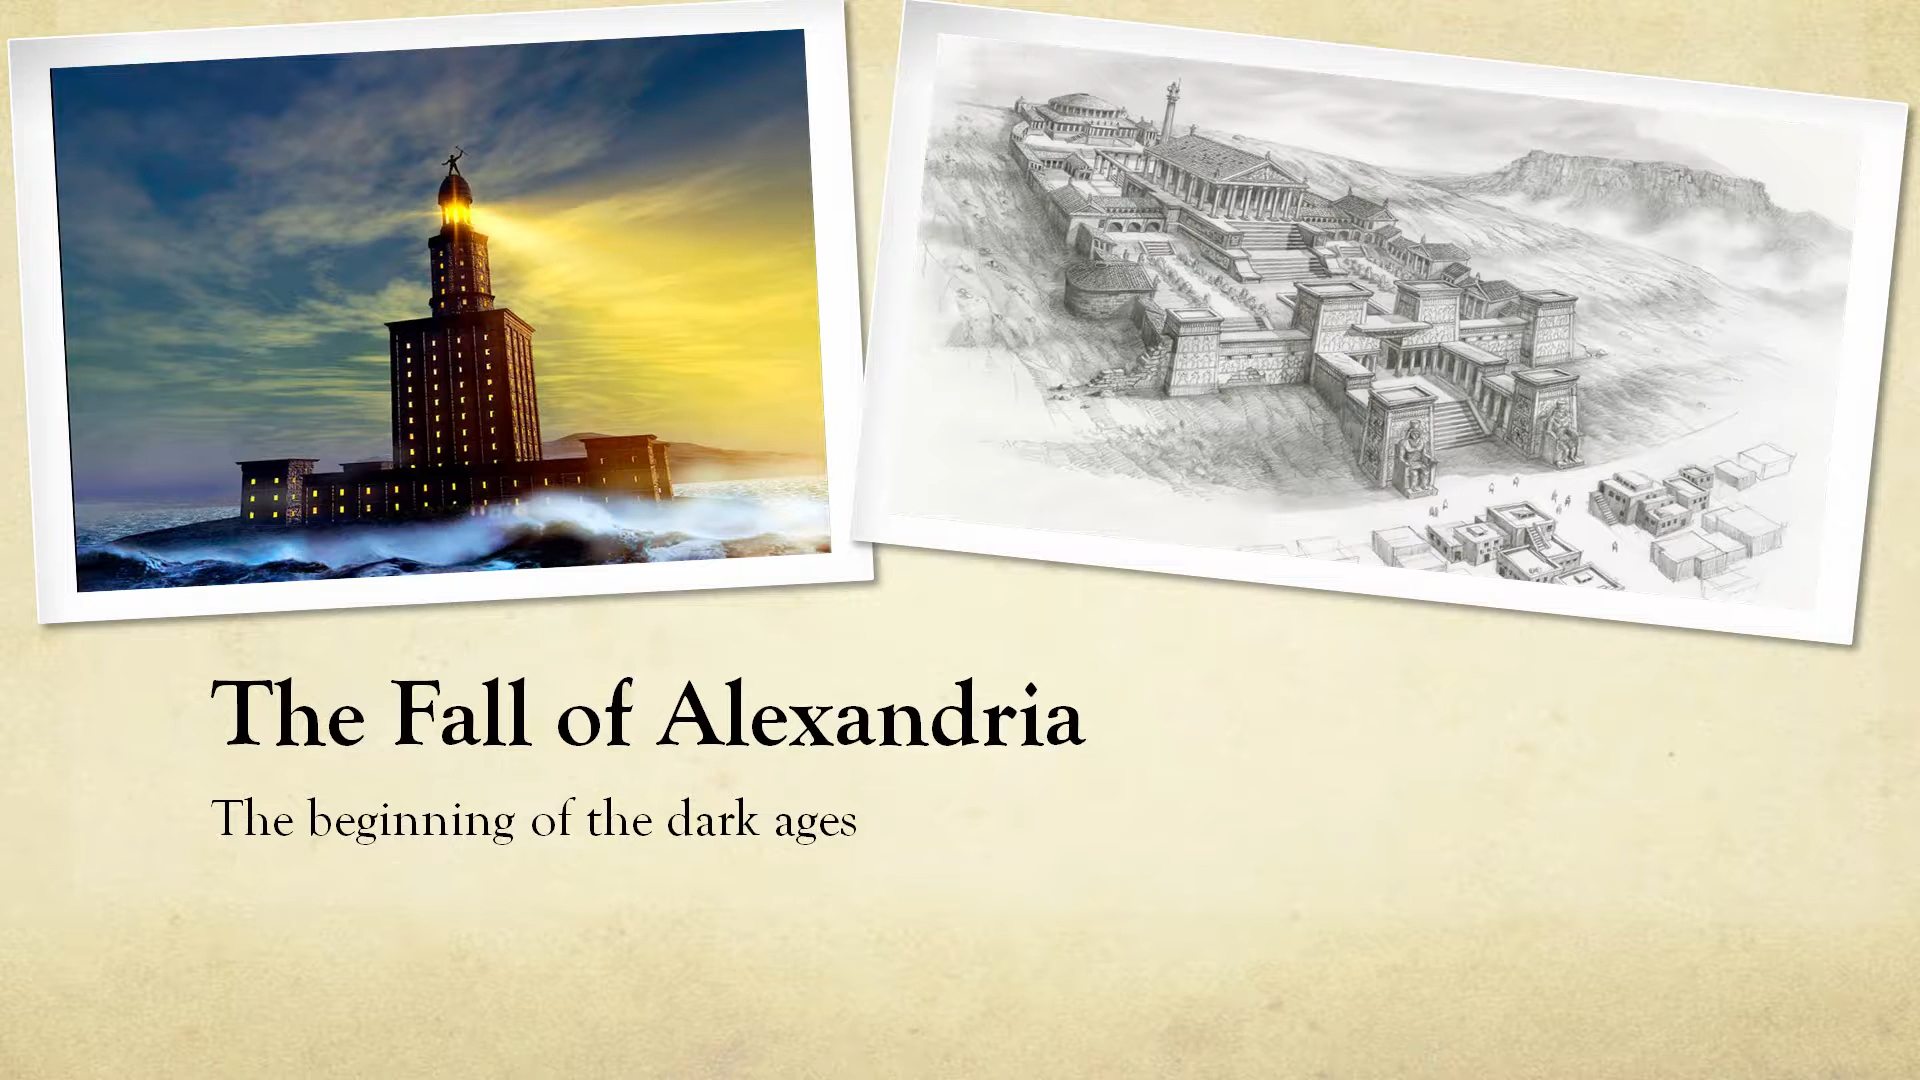 The Fall of Alexandria
The beginning of the dark ages